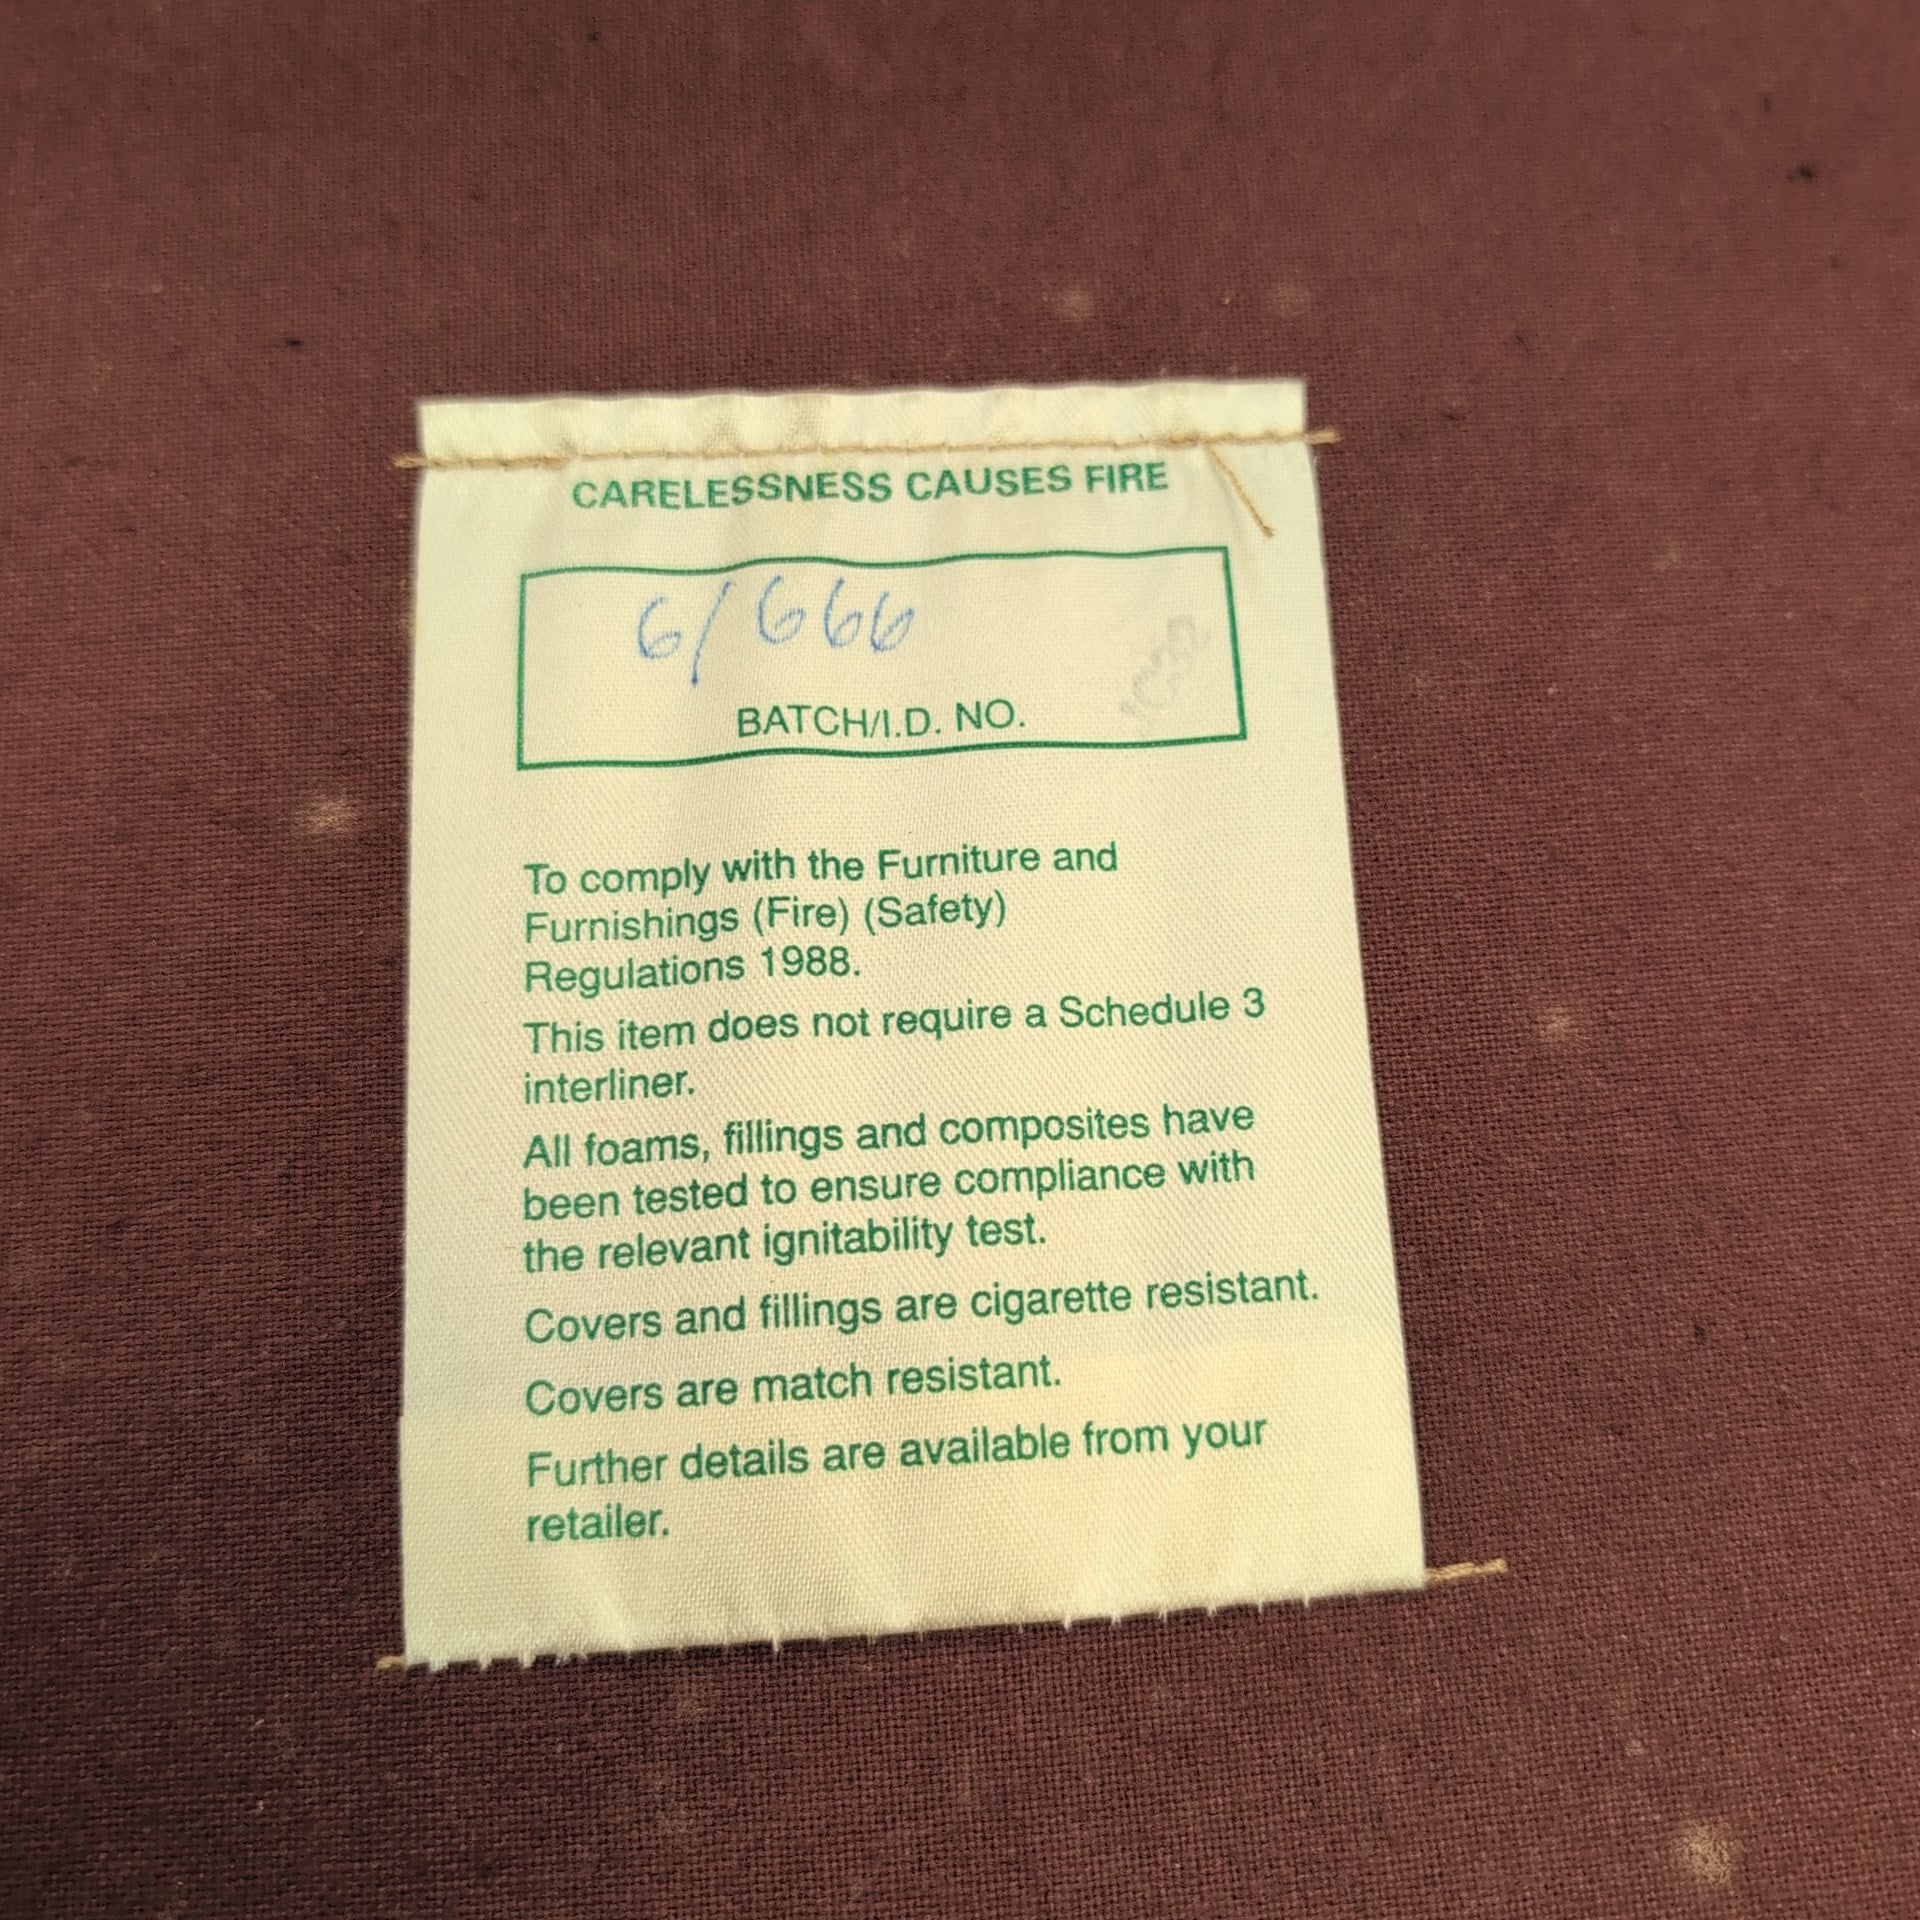 CARELESSNESS CAUSES FIRE
6/666
BATCH/I.D. NO.
To comply with the Furniture and
Furnishings (Fire) (Safety)
Regulations 1988.
This item does not require a Schedule 3
interliner.
All foams, fillings and composites have
been tested to ensure compliance with
the relevant ignitability test.
Covers and fillings are cigarette resistant.
Covers are match resistant.
Further details are available from your
retailer.